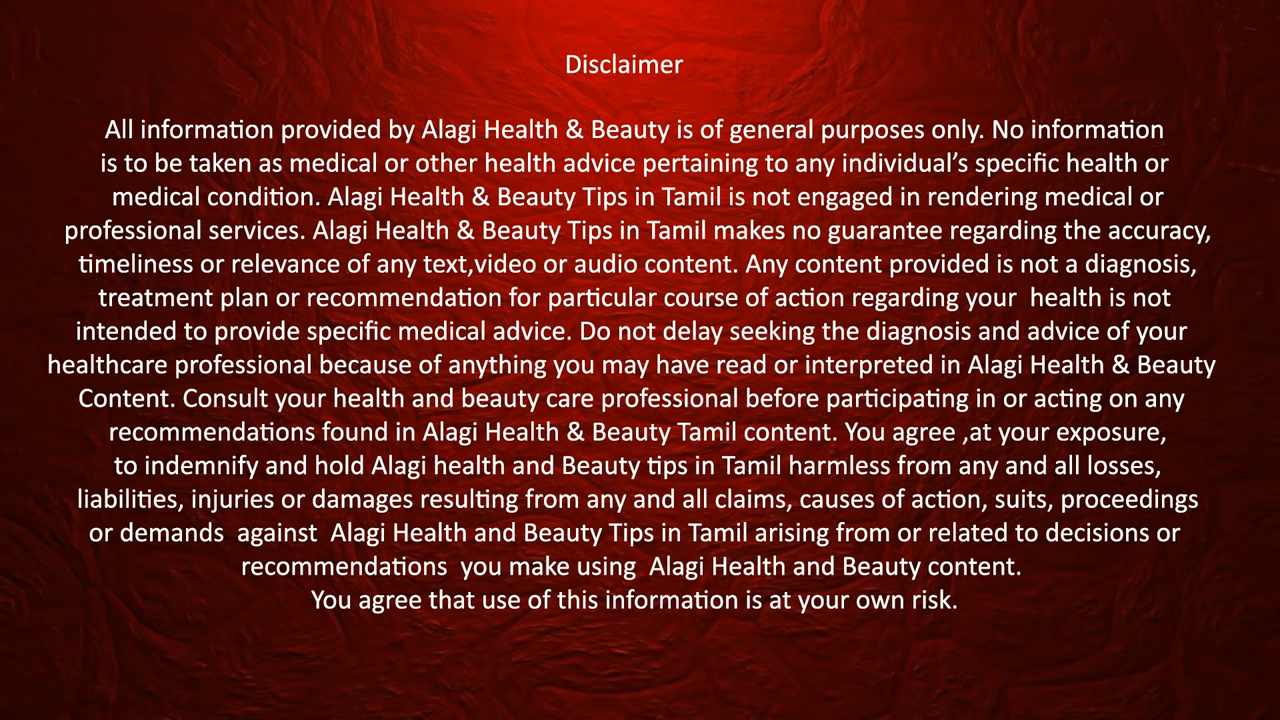 Disclaimer
All information provided by Alagi Health & Beauty is of general purposes only. No information
is to be taken as medical or other health advice pertaining to any individual’s specific health or
medical condition. Alagi Health & Beauty Tips in Tamil is not engaged in rendering medical or
professional services. Alagi Health & Beauty Tips in Tamil makes no guarantee regarding the accuracy,
timeliness or relevance of any text,video or audio content. Any content provided is not a diagnosis,
treatment plan or recommendation for particular course of action regarding your  health is not
intended to provide specific medical advice. Do not delay seeking the diagnosis and advice of your
healthcare professional because of anything you may have read or interpreted in Alagi Health & Beauty
Content. Consult your health and beauty care professional before participating in or acting on any
recommendations found in Alagi Health & Beauty Tamil content. You agree ,at your exposure,
to indemnify and hold Alagi health and Beauty tips in Tamil harmless from any and all losses,
liabilities, injuries or damages resulting from any and all claims, causes of action, suits, proceedings
or demands  against  Alagi Health and Beauty Tips in Tamil arising from or related to decisions or
recommendations  you make using  Alagi Health and Beauty content.
You agree that use of this information is at your own risk.